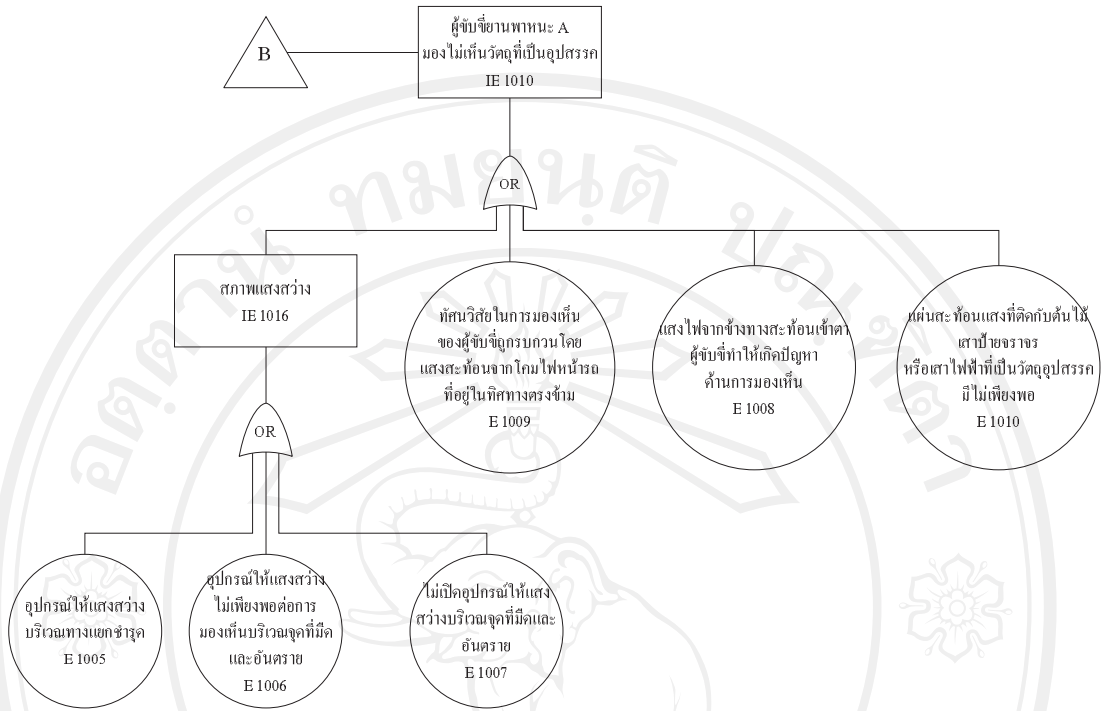 B
ผู้ขับขี่ยานพาหนะ A
มองไม่เห็นวัตถุที่เป็นอุปสรรค
IE 1010
OR
สภาพแสงสว่าง
IE 1016
ทัศนวิสัยในการมองเห็น
ของผู้ขับขี่ถูกรบกวนโดย
แสงสะท้อนจากโคมไฟหน้ารถ
ที่อยู่ในทิศทางตรงข้าม
E 1009
แสงไฟจากข้างทางสะท้อนเข้าตา
ผู้ขับขี่ทำให้เกิดปัญหา
ด้านการมองเห็น
E 1008
แผ่นสะท้อนแสงที่ติดกับต้นไม้
เสาป้ายจราจร
หรือเสาไฟฟ้าที่เป็นวัตถุอุปสรรค
มีไม่เพียงพอ
E 1010
OR
อุปกรณ์ให้แสงสว่าง
บริเวณทางแยกชำรุด
E 1005
อุปกรณ์ให้แสงสว่าง
ไม่เพียงพอต่อการ
มองเห็นบริเวณจุดที่มืด
และอันตราย
E 1006
ไม่เปิดอุปกรณ์ให้แสง
สว่างบริเวณจุดที่มืดและ
อันตราย
E 1007
อตฺตานํ ทมยนฺติ ปณฺฑิตา